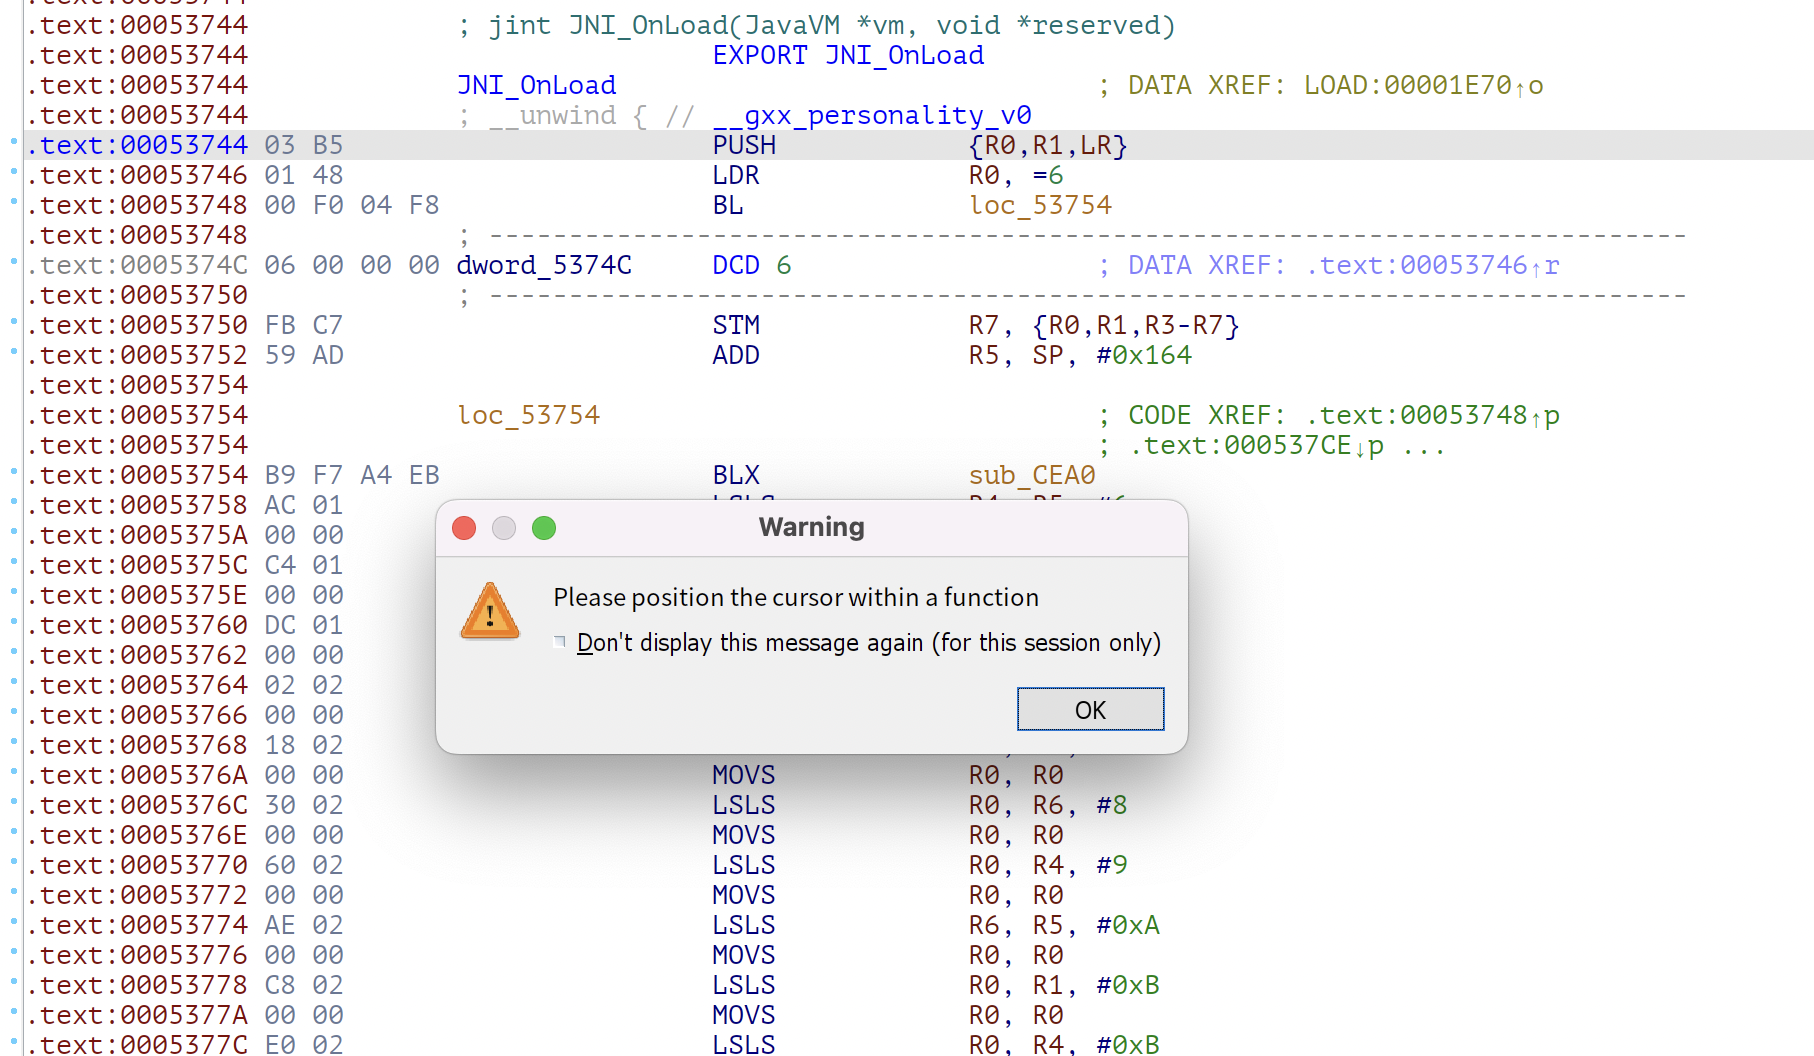 .text:00053744 ; jint JNI_OnLoad(JavaVM *vm, void *reserved)
.text:00053744 EXPORT JNI_OnLoad
.text:00053744 JNI_OnLoad ; DATA XREF: LOAD:00001E70↑o
.text:00053744 ; __unwind { // __gxx_personality_v0
.text:00053744 03 B5 PUSH {R0,R1,LR}
.text:00053746 01 48 LDR R0, =6
.text:00053748 00 F0 04 F8 BL loc_53754
.text:00053748 ; ---------------------------------------------------------------------------
.text:0005374C 06 00 00 00 dword_5374C DCD 6 ; DATA XREF: .text:00053746↑r
.text:00053750 ; ---------------------------------------------------------------------------
.text:00053750 FB C7 STM R7, {R0,R1,R3-R7}
.text:00053752 59 AD ADD R5, SP, #0x164
.text:00053754
.text:00053754 loc_53754 ; CODE XREF: .text:00053748↑p
.text:00053754 ; .text:000537CE↓p ...
.text:00053754 B9 F7 A4 EB BLX sub_CEA0
.text:00053758 AC 01
.text:0005375A 00 00
.text:0005375C C4 01
.text:0005375E 00 00
.text:00053760 DC 01
.text:00053762 00 00
.text:00053764 02 02
.text:00053766 00 00
.text:00053768 18 02
Warning
Please position the cursor within a function
Don't display this message again (for this session only)
OK
.text:0005376A 00 00 MOVS R0, R0
.text:0005376C 30 02 LSLS R0, R6, #8
.text:0005376E 00 00 MOVS R0, R0
.text:00053770 60 02 LSLS R0, R4, #9
.text:00053772 00 00 MOVS R0, R0
.text:00053774 AE 02 LSLS R6, R5, #0xA
.text:00053776 00 00 MOVS R0, R0
.text:00053778 C8 02 LSLS R0, R1, #0xB
.text:0005377A 00 00 MOVS R0, R0
.text:0005377C E0 02 LSLS R0, R4, #0xB